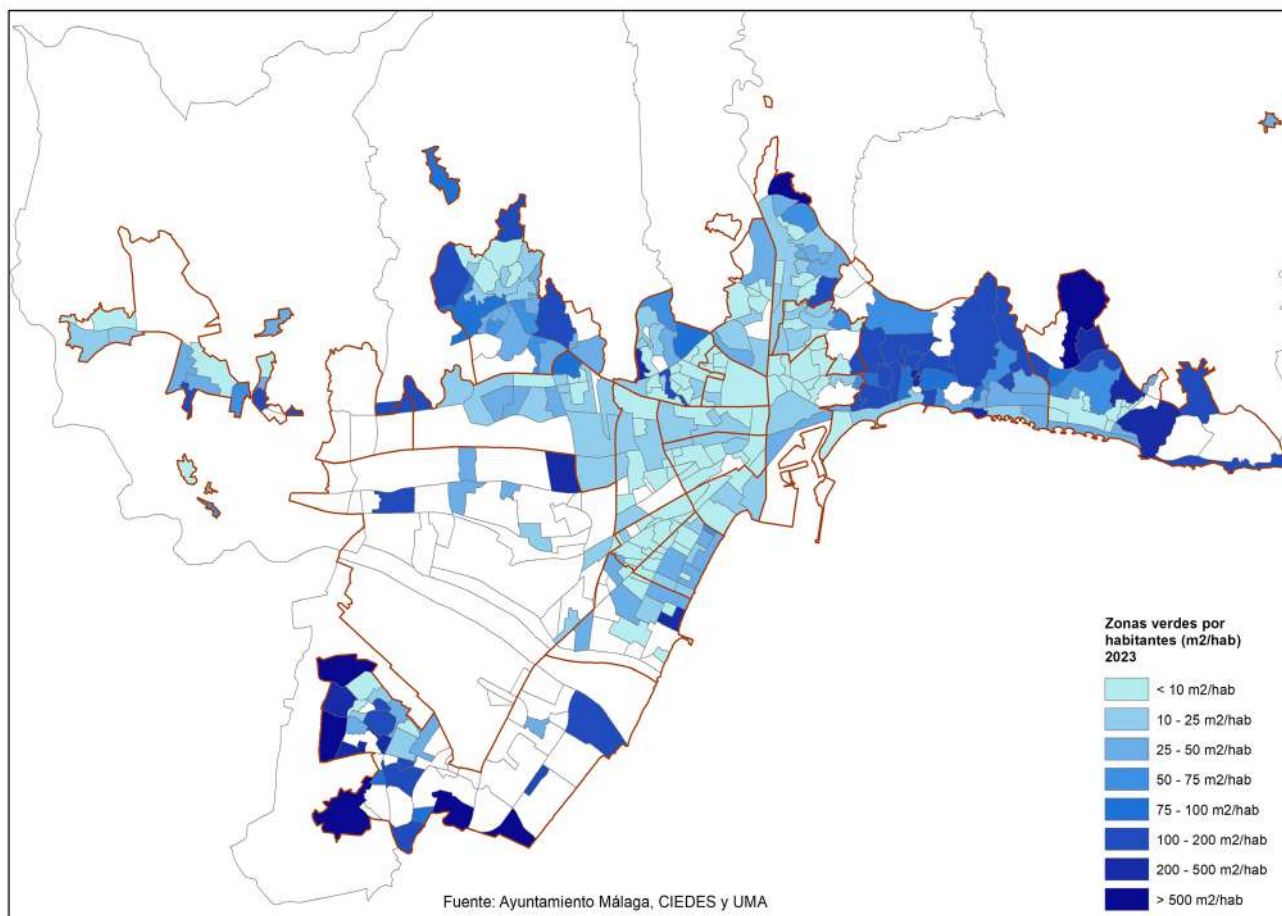 Zonas verdes por
habitantes (m2/hab)
2023
< 10 m2/hab
10 - 25 m2/hab
25 - 50 m2/hab
50 - 75 m2/hab
75 - 100 m2/hab
100 - 200 m2/hab
200 - 500 m2/hab
> 500 m2/hab
Fuente: Ayuntamiento Málaga, CIEDES y UMA